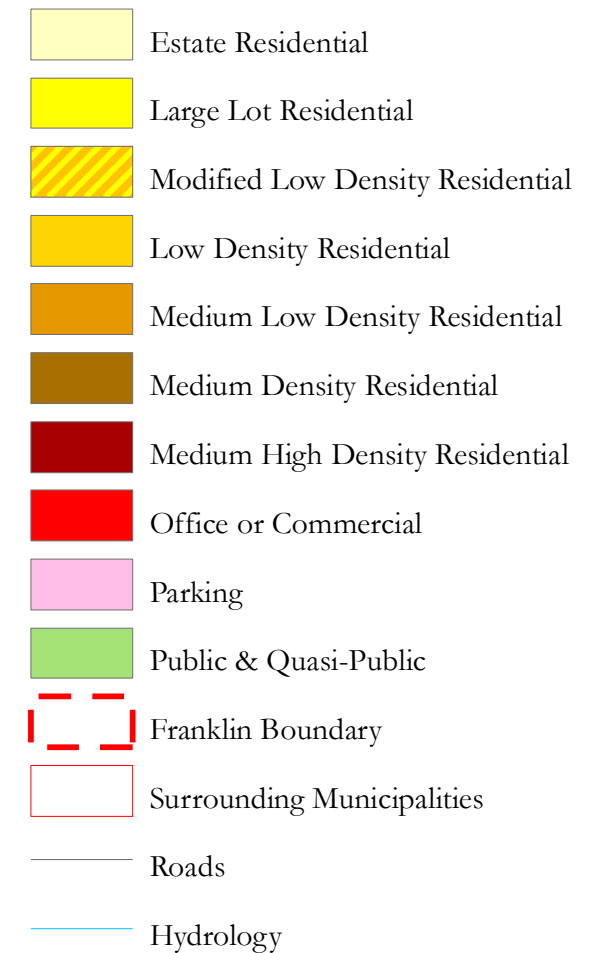 Estate Residential
Large Lot Residential
Modified Low Density Residential
Low Density Residential
Medium Low Density Residential
Medium Density Residential
Medium High Density Residential
Office or Commercial
Parking
Public & Quasi-Public
Franklin Boundary
Surrounding Municipalities
Roads
Hydrology